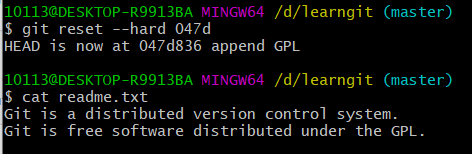 10113@DESKTOP-R9913BA MINGW64 /d/learngit (master)
$ git reset --hard 047d
HEAD is now at 047d836 append GPL
10113@DESKTOP-R9913BA MINGW64 /d/learngit (master)
$ cat readme.txt
Git is a distributed version control system.
Git is free software distributed under the GPL.